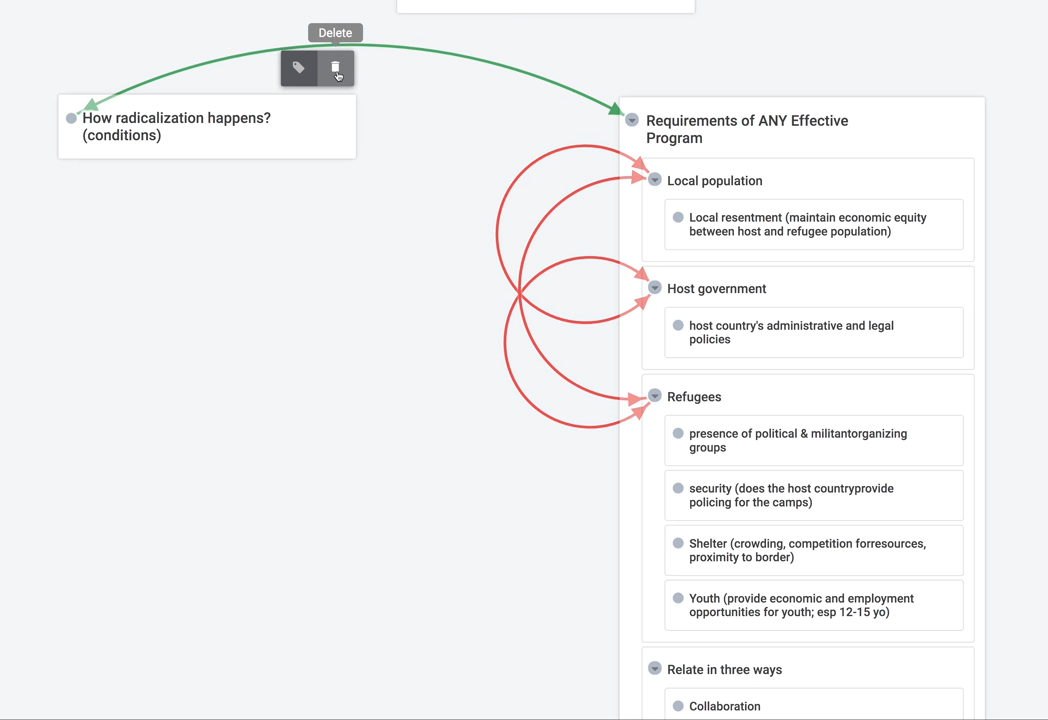 Delete
How radicalization happens?
(conditions)
Requirements of ANY Effective
Program
Local population
Local resentment (maintain economic equity
between host and refugee population)
Host government
host country's administrative and legal
policies
Refugees
presence of political & militantorganizing
groups
security (does the host countryprovide
policing for the camps)
Shelter (crowding, competition forresources,
proximity to border)
Youth (provide economic and employment
opportunities for youth; esp 12-15 yo)
Relate in three ways
Collaboration